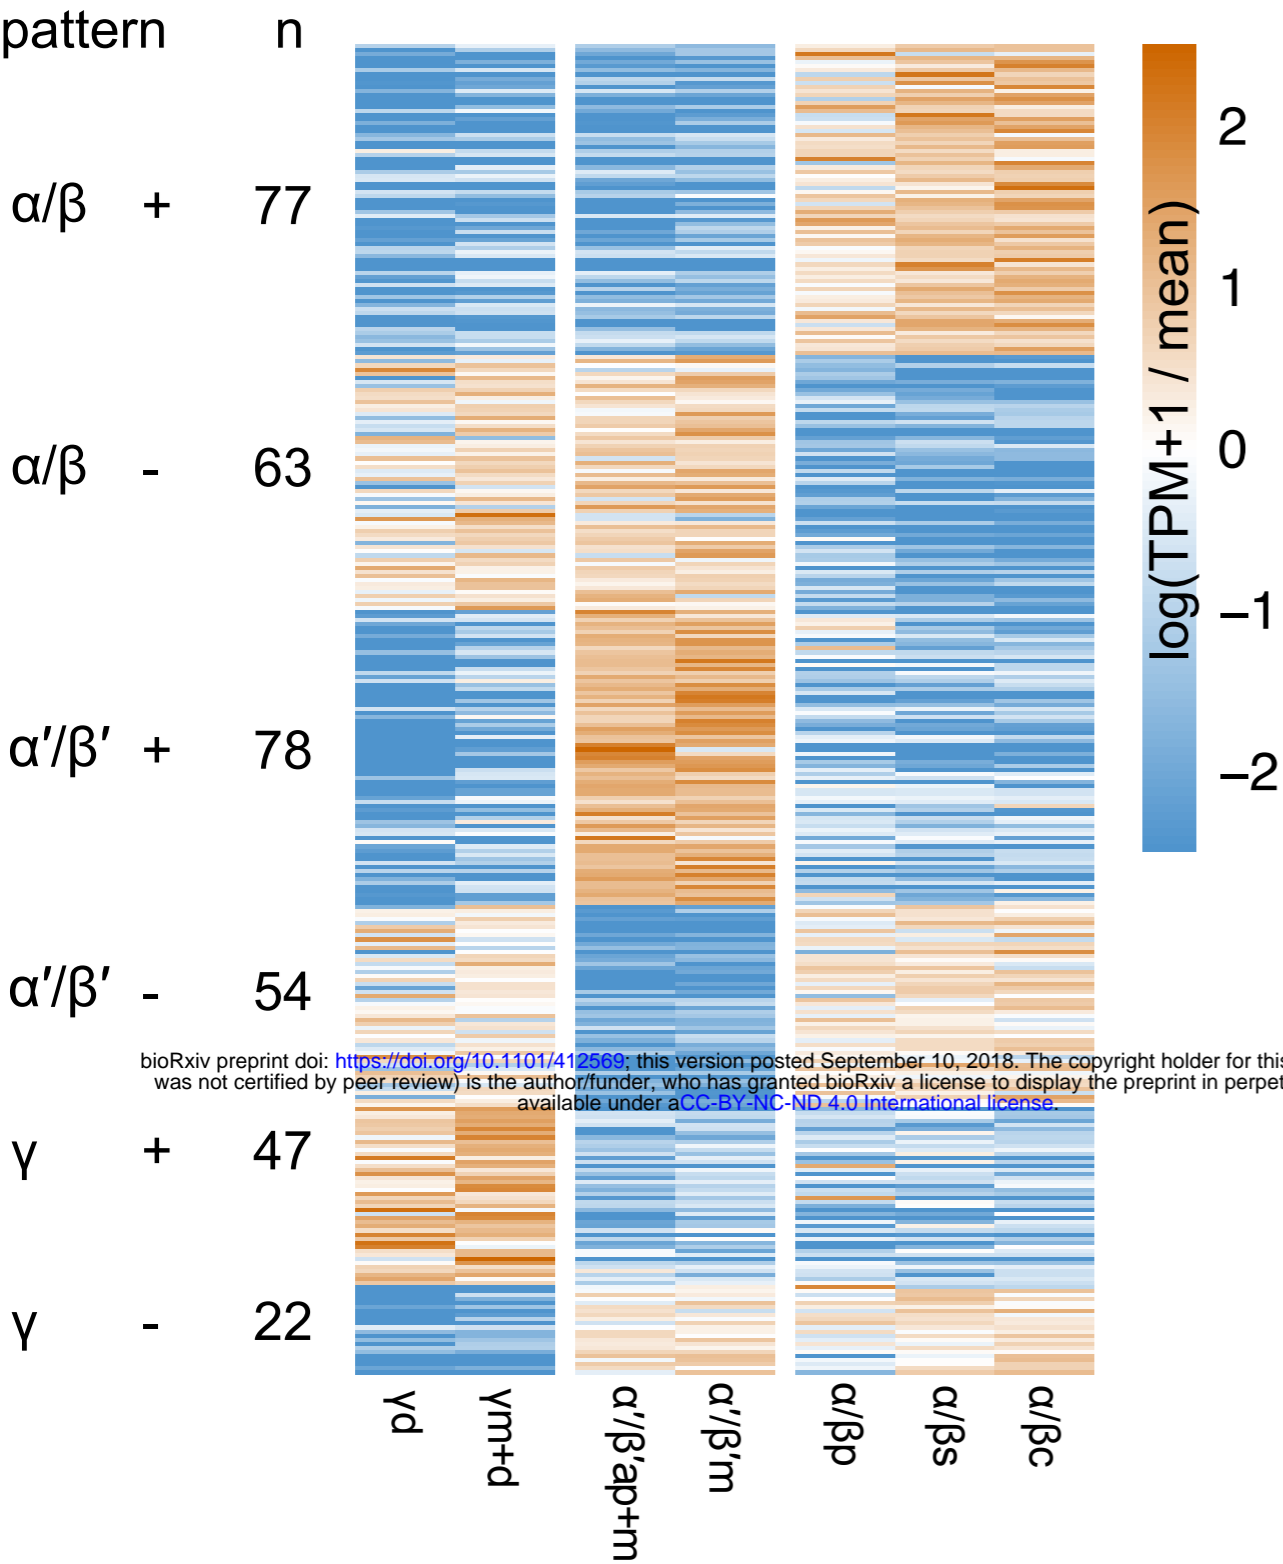 pattern n
α/β + 77
α/β - 63
α′/β′ + 78
α′/β′ - 54
γ + 47
γ - 22
2
1
0
−1
−2
log(TPM+1 / mean)
bioRxiv preprint doi: https://doi.org/10.1101/412569; this version posted September 10, 2018. The copyright holder for this
was not certified by peer review) is the author/funder, who has granted bioRxiv a license to display the preprint in perpet
available under aCC-BY-NC-ND 4.0 International license.
γd
γm+d
α′/β′ap+m
α′/β′m
α/βp
α/βs
α/βc